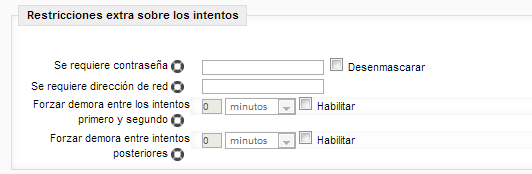 Restricciones extra sobre los intentos
Se requiere contraseña Desenmascarar
Se requiere dirección de red
Forzar demora entre los intentos
primero y segundo 0 minutos Habilitar
Forzar demora entre intentos
posteriores 0 minutos Habilitar